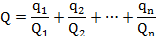 Q = q₁/Q₁ + q₂/Q₂ + ⋯ + qₙ/Qₙ